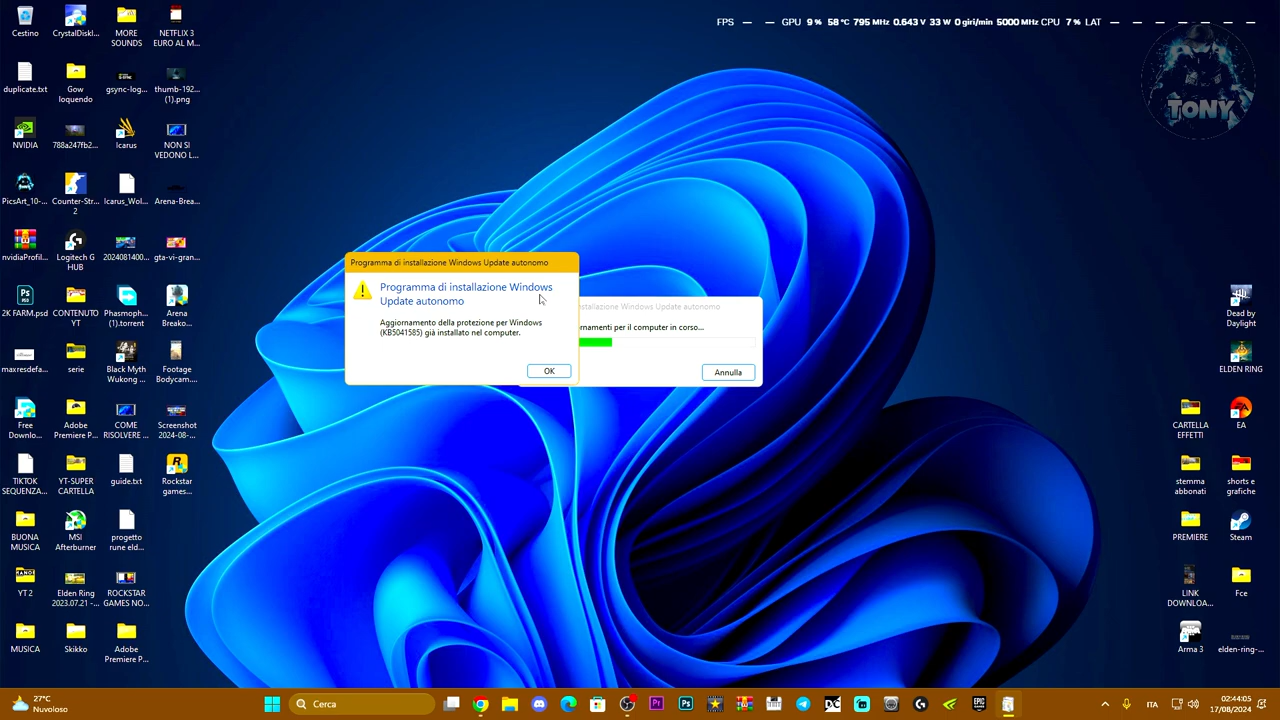 FPS — — GPU 9 % 58 °C 795 MHz 0.643 V 33 W 0 giri/min 5000 MHz CPU 7 % LAT — — — — — — — —
TONY
Cestino
CrystalDiskI...
MORE
SOUNDS
NETFLIX 3
EURO AL M...
duplicate.txt
Gow
loquendo
gsync-log...
thumb-192...
(1).png
NVIDIA
788a247fb2...
Icarus
NON SI
VEDONO L...
PicsArt_10-...
Counter-Str...
2
Icarus_Wol...
Arena-Brea...
nvidiaProfil...
Logitech G
HUB
2024081400...
gta-vi-gran...
2K FARM.psd
CONTENUTO
YT
Phasmoph...
(1).torrent
Arena
Breako...
maxresdefa...
serie
Black Myth
Wukong ...
Footage
Bodycam...
Free
Downlo...
Adobe
Premiere P...
COME
RISOLVERE ...
Screenshot
2024-08-...
TIKTOK
SEQUENZA...
YT-SUPER
CARTELLA
guide.txt
Rockstar
games...
BUONA
MUSICA
MSI
Afterburner
progetto
rune eld...
YT 2
Elden Ring
2023.07.21 -...
ROCKSTAR
GAMES NO...
MUSICA
Skikko
Adobe
Premiere P...
Programma di installazione Windows Update autonomo
Programma di installazione Windows
Update autonomo
Aggiornamento della protezione per Windows
(KB5041585) già installato nel computer.
OK
stallazione Windows Update autonomo
rnamenti per il computer in corso...
Annulla
Dead by
Daylight
ELDEN RING
CARTELLA
EFFETTI
EA
stemma
abbonati
shorts e
grafiche
PREMIERE
Steam
LINK
DOWNLOA...
Fce
Arma 3
elden-ring-...
27°C
Nuvoloso
Cerca
ITA
02:44:05
17/08/2024